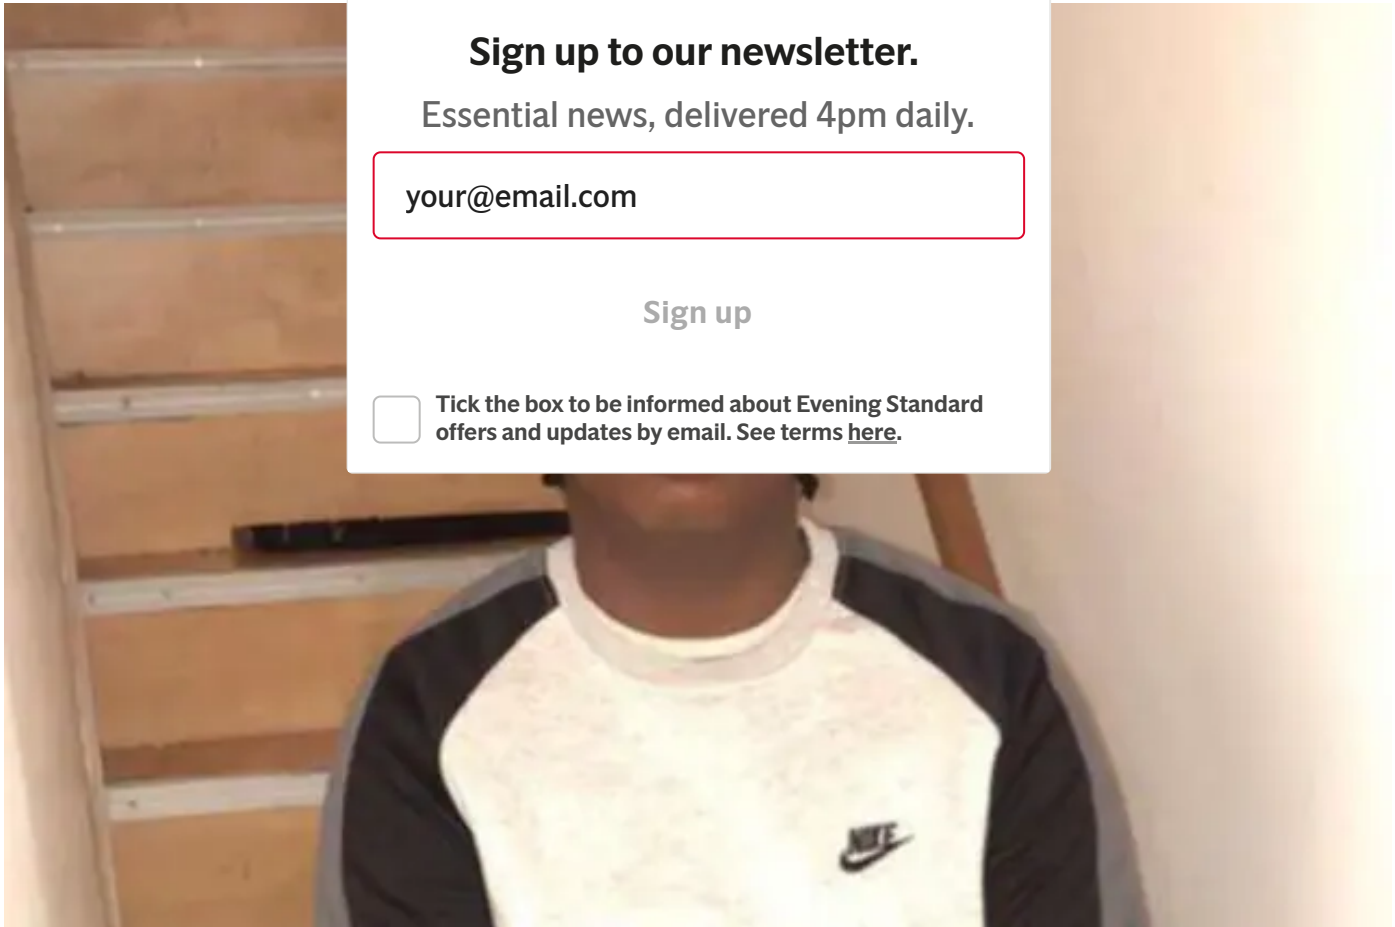 Sign up to our newsletter.
Essential news, delivered 4pm daily.
your@email.com
Sign up
Tick the box to be informed about Evening Standard
offers and updates by email. See terms here.
NIKE